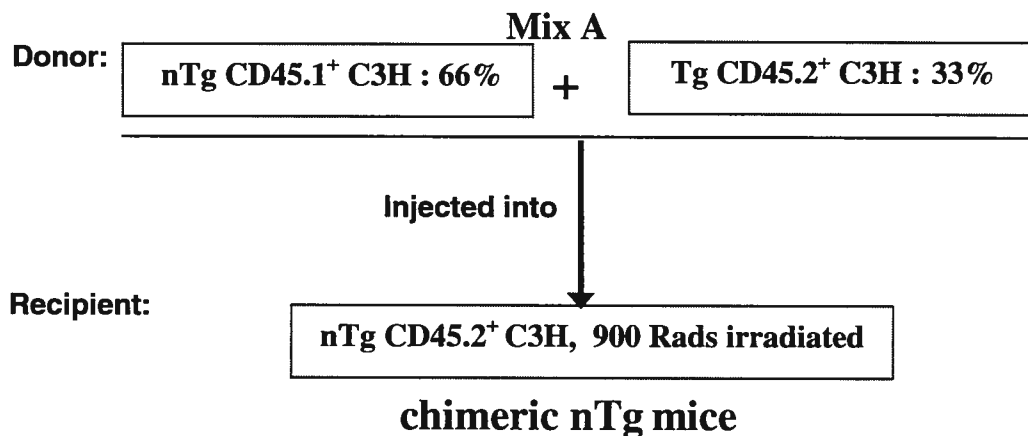 Mix A
Donor:
nTg CD45.1⁺ C3H : 66%
+
Tg CD45.2⁺ C3H : 33%
Injected into
Recipient:
nTg CD45.2⁺ C3H, 900 Rads irradiated
chimeric nTg mice